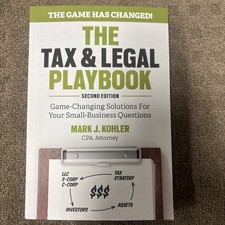 THE GAME HAS CHANGED!
THE
TAX & LEGAL
PLAYBOOK
SECOND EDITION
Game-Changing Solutions For
Your Small-Business Questions
MARK J. KOHLER
CPA, Attorney
LLC
S-CORP
C-CORP
TAX
STRATEGY
$$$
INVESTORS
ASSETS